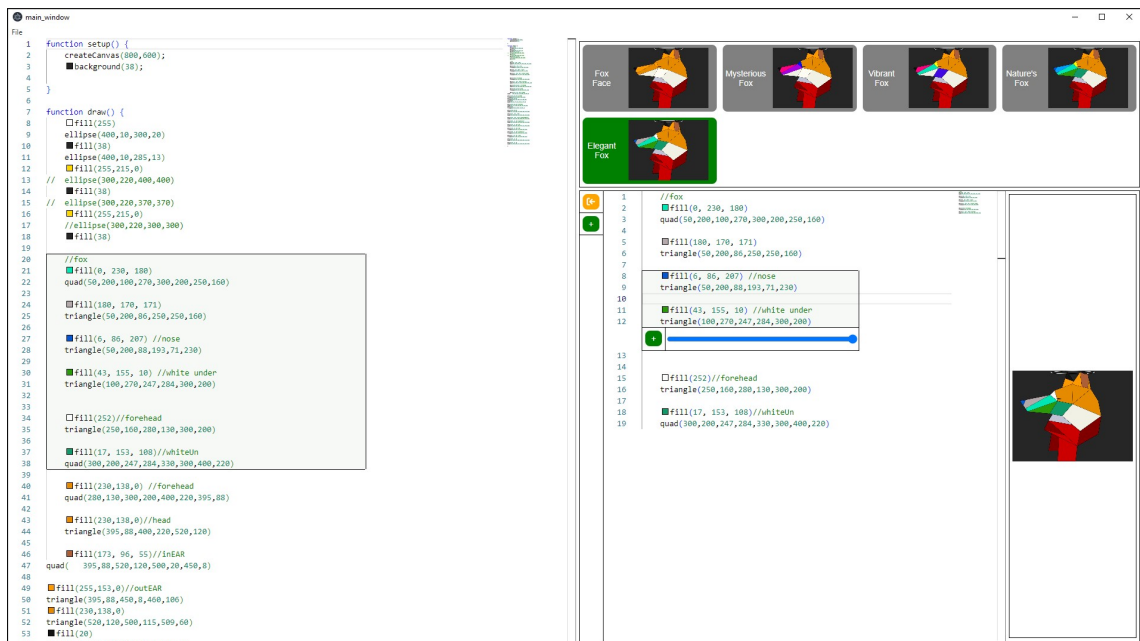 main_window
File
1 function setup() {
2 createCanvas(800,600);
3 background(38);
4
5 }
6
7 function draw() {
8 fill(255)
9 ellipse(400,10,300,20)
10 fill(38)
11 ellipse(400,10,285,13)
12 fill(255,215,0)
13 // ellipse(300,220,400,400)
14 fill(38)
15 // ellipse(300,220,370,370)
16 fill(255,215,0)
17 //ellipse(300,220,300,300)
18 fill(38)
19
20 //fox
21 fill(0, 230, 180)
22 quad(50,200,100,270,300,200,250,160)
23
24 fill(180, 170, 171)
25 triangle(50,200,86,250,250,160)
26
27 fill(6, 86, 207) //nose
28 triangle(50,200,88,193,71,230)
29
30 fill(43, 155, 10) //white under
31 triangle(100,270,247,284,300,200)
32
33
34 fill(252)//forehead
35 triangle(250,160,280,130,300,200)
36
37 fill(17, 153, 108)//whiteUn
38 quad(300,200,247,284,330,300,400,220)
39
40 fill(230,138,0) //forehead
41 quad(280,130,300,200,400,220,395,88)
42
43 fill(230,138,0)//head
44 triangle(395,88,400,220,520,120)
45
46 fill(173, 96, 55)//inEAR
47 quad( 395,88,520,120,500,20,450,8)
48
49 fill(255,153,0)//outEAR
50 triangle(395,88,450,8,460,106)
51 fill(230,138,0)
52 triangle(520,120,500,115,509,60)
53 fill(20)
Fox
Face
Mysterious
Fox
Vibrant
Fox
Nature's
Fox
Elegant
Fox
1 //fox
2 fill(0, 230, 180)
3 quad(50,200,100,270,300,200,250,160)
4
5 fill(180, 170, 171)
6 triangle(50,200,86,250,250,160)
7
8 fill(6, 86, 207) //nose
9 triangle(50,200,88,193,71,230)
10
11 fill(43, 155, 10) //white under
12 triangle(100,270,247,284,300,200)
+
13
14
15 fill(252)//forehead
16 triangle(250,160,280,130,300,200)
17
18 fill(17, 153, 108)//whiteUn
19 quad(300,200,247,284,330,300,400,220)
+